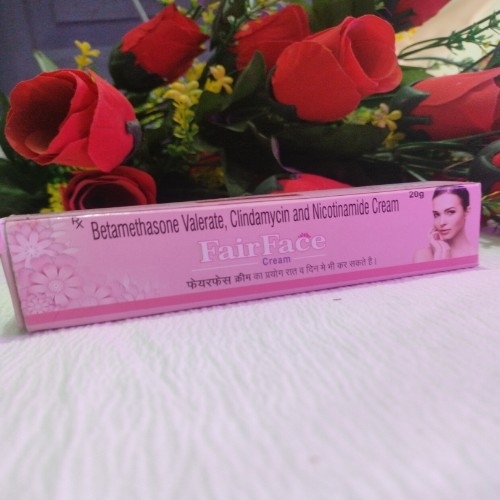 Rx Betamethasone Valerate, Clindamycin and Nicotinamide Cream 20g
FairFace
Cream
फेयरफेस क्रीम का प्रयोग रात व दिन मे भी कर सकते है।